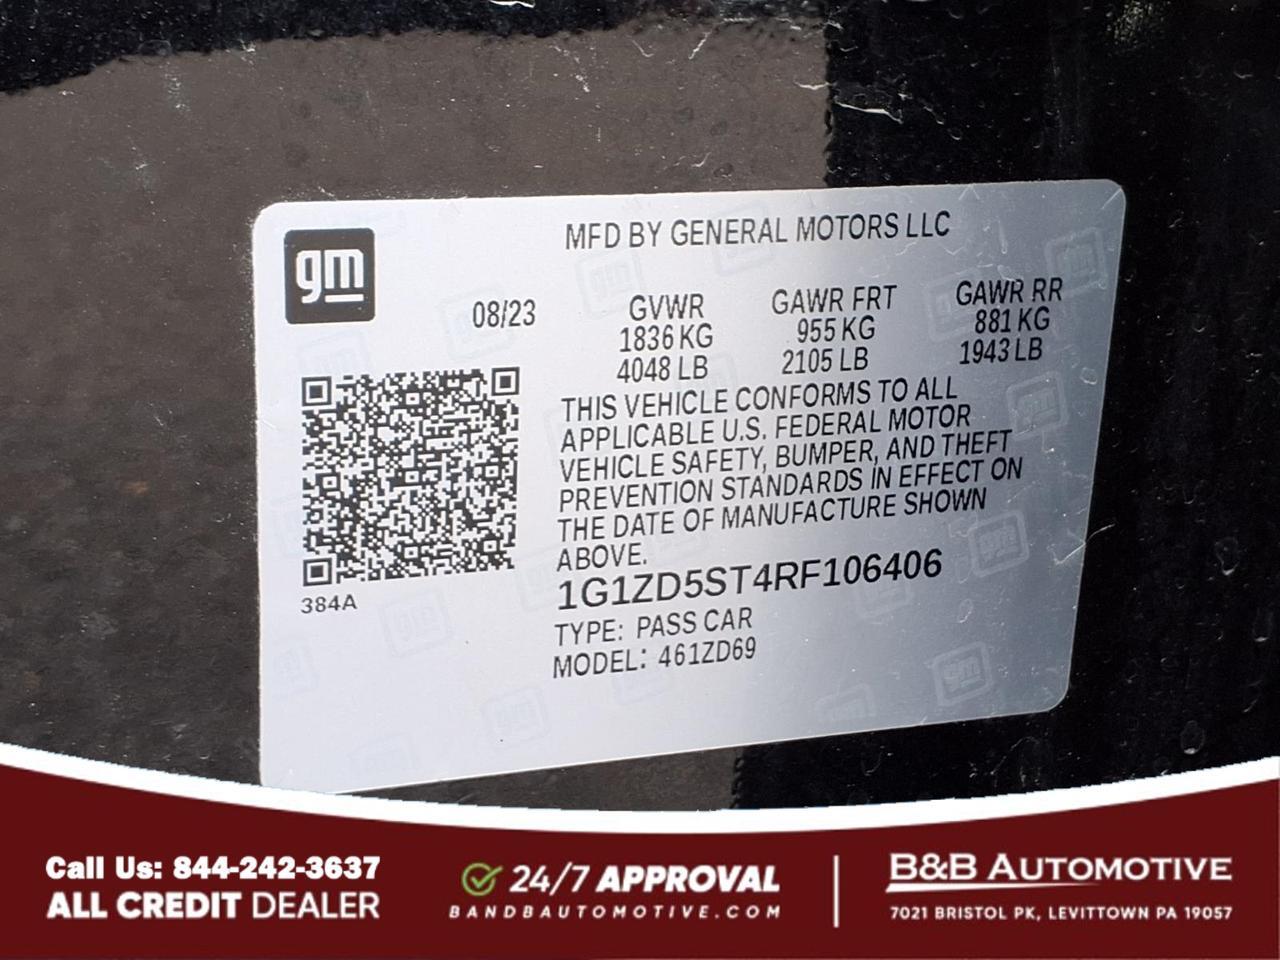 gm
MFD BY GENERAL MOTORS LLC
08/23
GVWR
1836 KG
4048 LB
GAWR FRT
955 KG
2105 LB
GAWR RR
881 KG
1943 LB
THIS VEHICLE CONFORMS TO ALL
APPLICABLE U.S. FEDERAL MOTOR
VEHICLE SAFETY, BUMPER, AND THEFT
PREVENTION STANDARDS IN EFFECT ON
THE DATE OF MANUFACTURE SHOWN
ABOVE.
1G1ZD5ST4RF106406
TYPE: PASS CAR
MODEL: 461ZD69
384A
Call Us: 844-242-3637
ALL CREDIT DEALER
24/7 APPROVAL
BANDBAUTOMOTIVE.COM
B&B AUTOMOTIVE
7021 BRISTOL PK, LEVITTOWN PA 19057